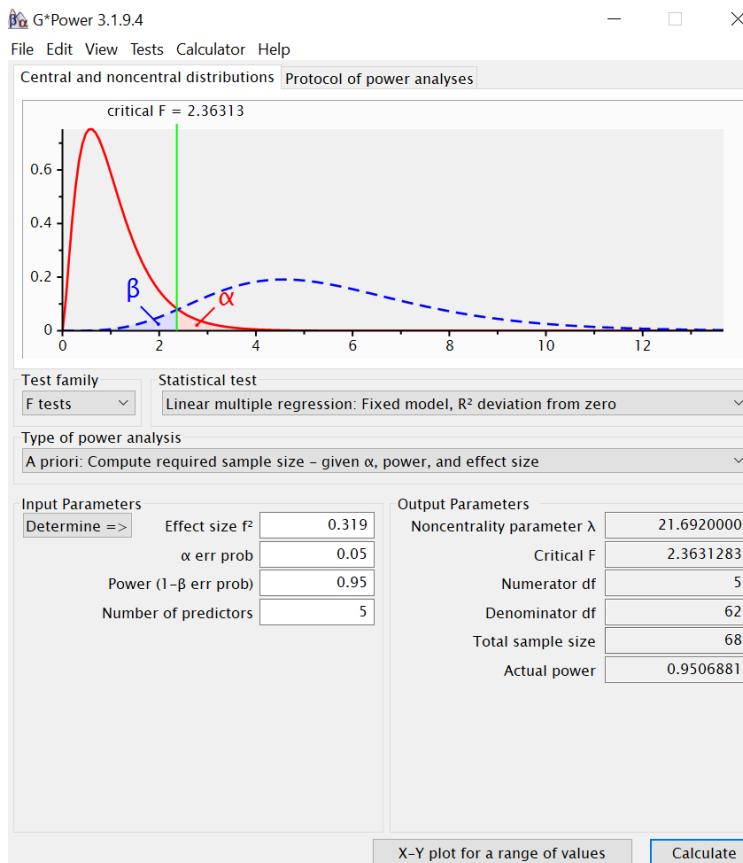 G*Power 3.1.9.4
File Edit View Tests Calculator Help
Central and noncentral distributions Protocol of power analyses
critical F = 2.36313
0.6
0.4
0.2
0
β
α
0 2 4 6 8 10 12
Test family Statistical test
F tests Linear multiple regression: Fixed model, R² deviation from zero
Type of power analysis
A priori: Compute required sample size – given α, power, and effect size
Input Parameters
Determine => Effect size f² 0.319
α err prob 0.05
Power (1-β err prob) 0.95
Number of predictors 5
Output Parameters
Noncentrality parameter λ 21.6920000
Critical F 2.3631283
Numerator df 5
Denominator df 62
Total sample size 68
Actual power 0.9506881
X-Y plot for a range of values Calculate